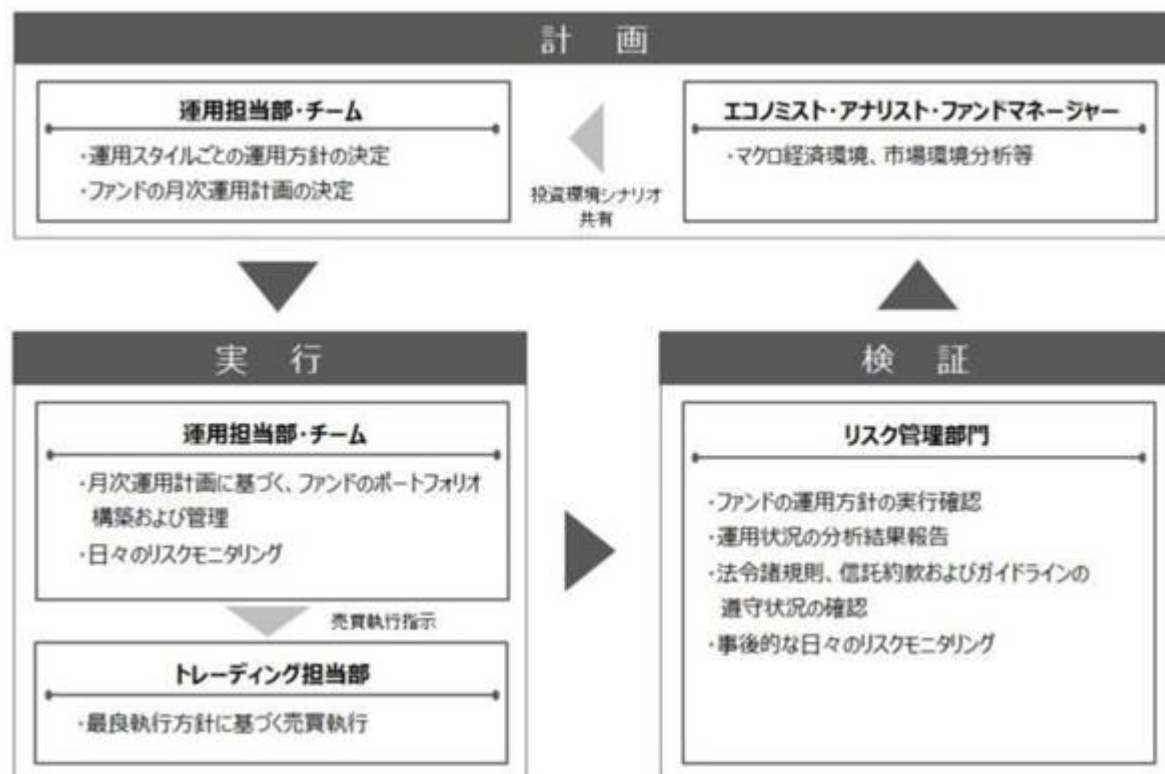 計 画
運用担当部・チーム
・運用スタイルごとの運用方針の決定
・ファンドの月次運用計画の決定
投資環境シナリオ
共有
エコノミスト・アナリスト・ファンドマネージャー
・マクロ経済環境、市場環境分析等
実 行
運用担当部・チーム
・月次運用計画に基づく、ファンドのポートフォリオ
構築および管理
・日々のリスクモニタリング
売買執行指示
トレーディング担当部
・最良執行方針に基づく売買執行
検 証
リスク管理部門
・ファンドの運用方針の実行確認
・運用状況の分析結果報告
・法令諸規則、信託約款およびガイドラインの
遵守状況の確認
・事後的な日々のリスクモニタリング